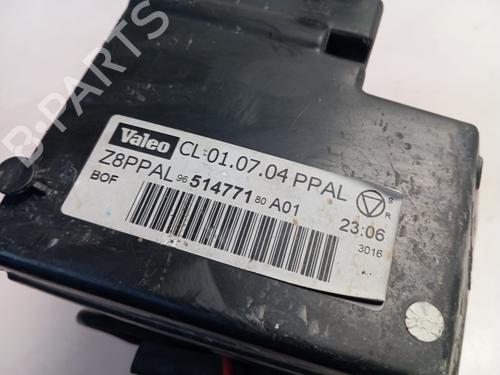 B-PARTS
Valeo CL:01.07.04 PPAL
Z8PPAL 96 514771 80 A01
BOF
S
R
23:06
3016